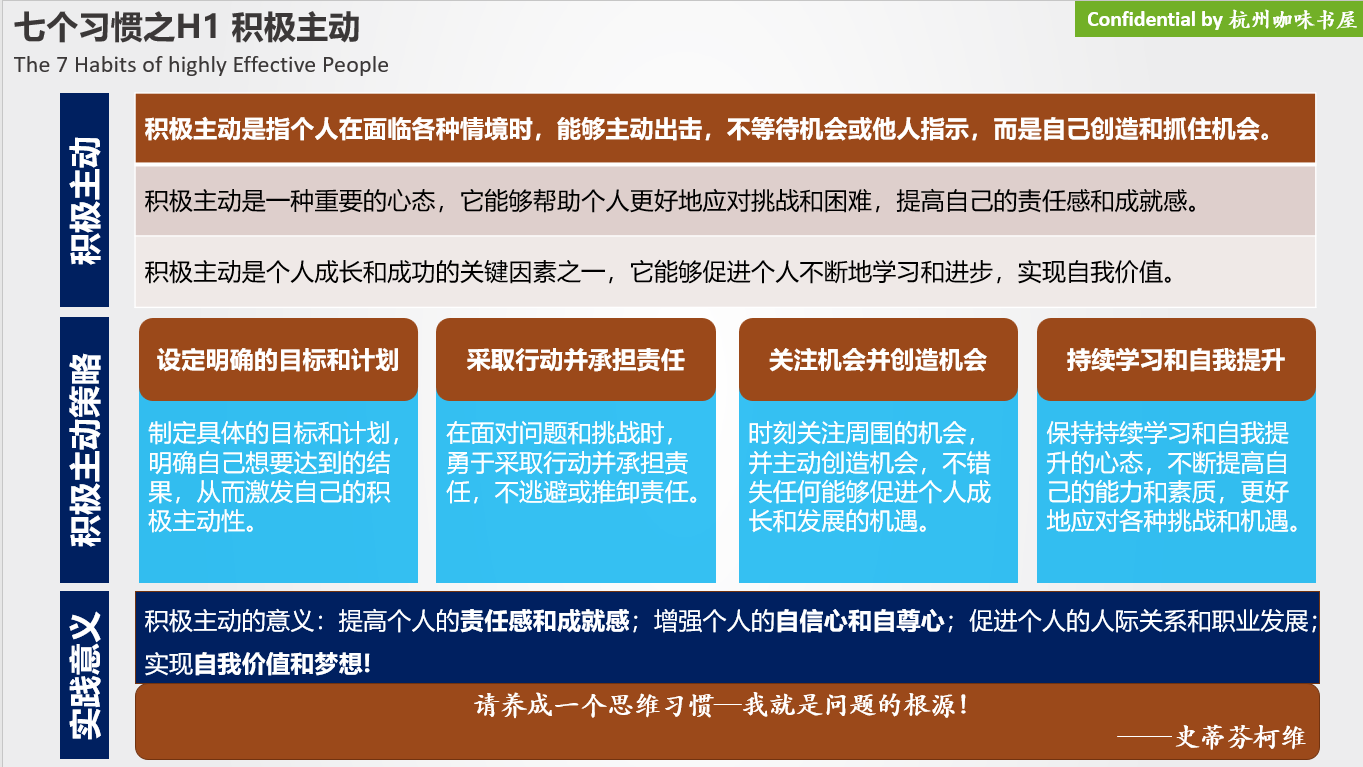 七个习惯之H1 积极主动
Confidential by 杭州咖味书屋
The 7 Habits of highly Effective People
积极主动
积极主动是指个人在面临各种情境时，能够主动出击，不等待机会或他人指示，而是自己创造和抓住机会。
积极主动是一种重要的心态，它能够帮助个人更好地应对挑战和困难，提高自己的责任感和成就感。
积极主动是个人成长和成功的关键因素之一，它能够促进个人不断地学习和进步，实现自我价值。
积极主动策略
设定明确的目标和计划
制定具体的目标和计划，
明确自己想要达到的结
果，从而激发自己的积
极主动性。
采取行动并承担责任
在面对问题和挑战时，
勇于采取行动并承担责
任，不逃避或推卸责任。
关注机会并创造机会
时刻关注周围的机会，
并主动创造机会，不错
失任何能够促进个人成
长和发展的机遇。
持续学习和自我提升
保持持续学习和自我提
升的心态，不断提高自
己的能力和素质，更好
地应对各种挑战和机遇。
实践意义
积极主动的意义：提高个人的责任感和成就感；增强个人的自信心和自尊心；促进个人的人际关系和职业发展；
实现自我价值和梦想!
请养成一个思维习惯—我就是问题的根源！
——史蒂芬柯维